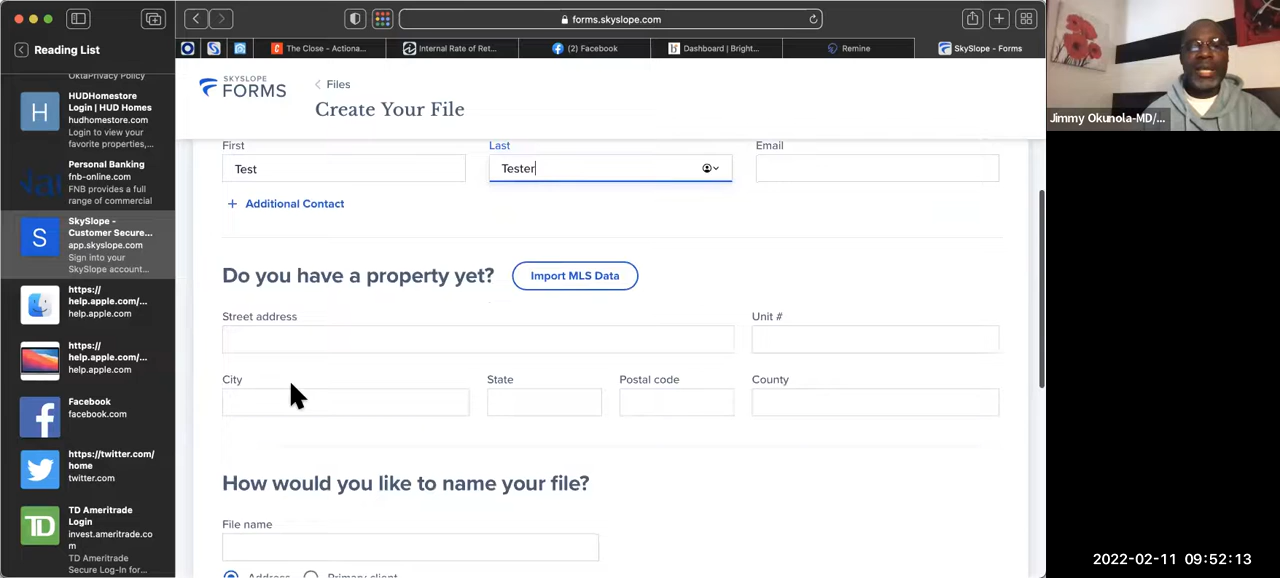 forms.skyslope.com
Reading List
The Close - Actiona...
Internal Rate of Ret...
(2) Facebook
Dashboard | Bright...
Remine
SkySlope - Forms
OktaPrivacy Policy
H
HUDHomestore
Login | HUD Homes
hudhomestore.com
Login to view your
favorite properties,...
Personal Banking
fnb-online.com
FNB provides a full
range of commercial
S
SkySlope -
Customer Secure...
app.skyslope.com
Sign into your
SkySlope account...
https://
help.apple.com/...
help.apple.com
https://
help.apple.com/...
help.apple.com
Facebook
facebook.com
https://twitter.com/
home
twitter.com
TD
TD Ameritrade
Login
invest.ameritrade.co
m
TD Ameritrade
Secure Log-In for...
SKYSLOPE
FORMS
Files
Create Your File
First
Last
Email
Test
Tester
+ Additional Contact
Do you have a property yet?
Import MLS Data
Street address
Unit #
City
State
Postal code
County
How would you like to name your file?
File name
Address
Primary client
Jimmy Okunola-MD/...
2022-02-11 09:52:13